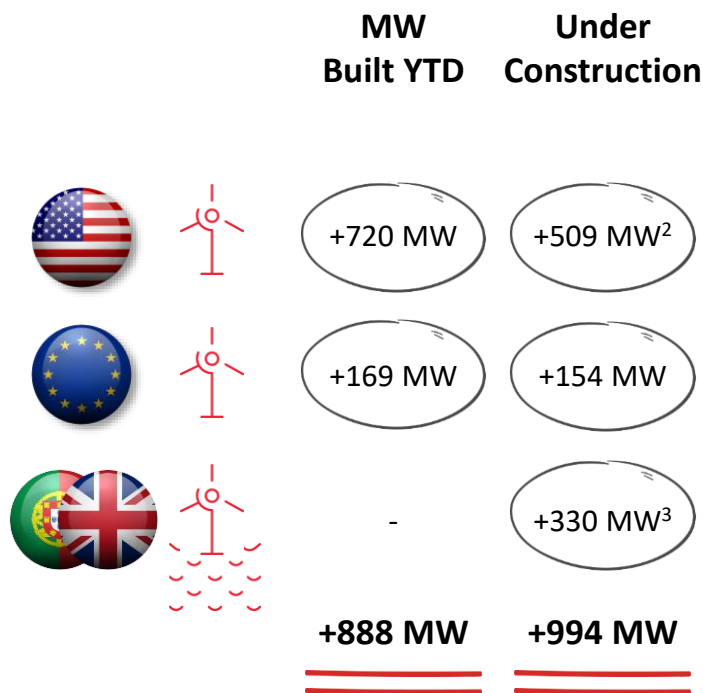 MW Under
Built YTD Construction
+720 MW +509 MW²
+169 MW +154 MW
- +330 MW³
+888 MW +994 MW